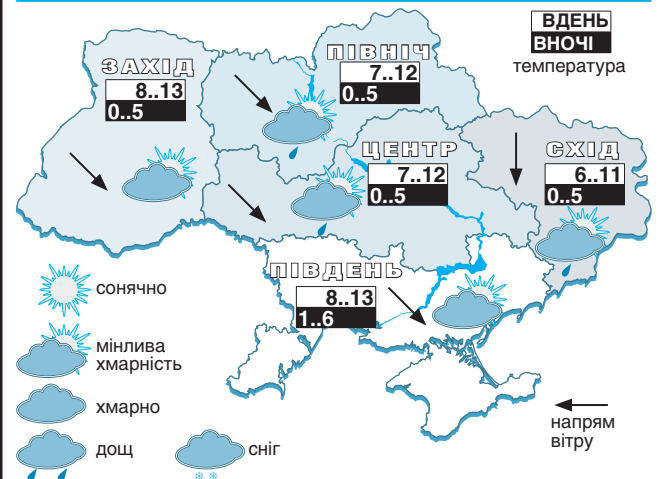 ВДЕНЬ
ВНОЧІ
температура
ЗАХІД
8..13
0..5
ПІВНІЧ
7..12
0..5
ЦЕНТР
7..12
0..5
СХІД
6..11
0..5
ПІВДЕНЬ
8..13
1..6
сонячно
мінлива
хмарність
хмарно
дощ
сніг
напрям
вітру